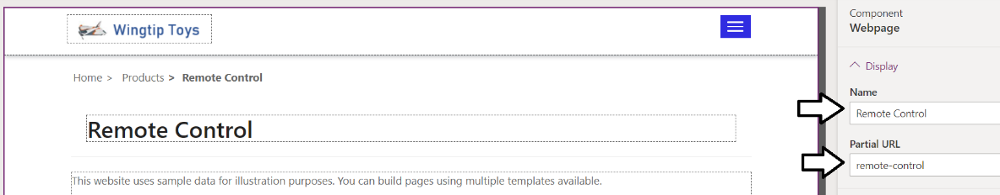 Wingtip Toys
Home > Products > Remote Control
Remote Control
This website uses sample data for illustration purposes. You can build pages using multiple templates available.
Component
Webpage
Display
Name
Remote Control
Partial URL
remote-control